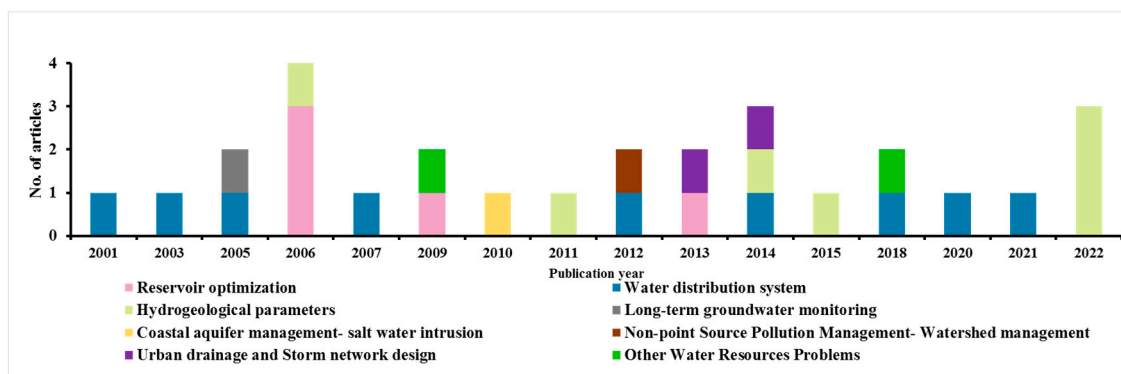 No. of articles
4
3
2
1
0
2001 2003 2005 2006 2007 2009 2010 2011 2012 2013 2014 2015 2018 2020 2021 2022
Publication year
Reservoir optimization
Water distribution system
Hydrogeological parameters
Long-term groundwater monitoring
Coastal aquifer management- salt water intrusion
Non-point Source Pollution Management- Watershed management
Urban drainage and Storm network design
Other Water Resources Problems